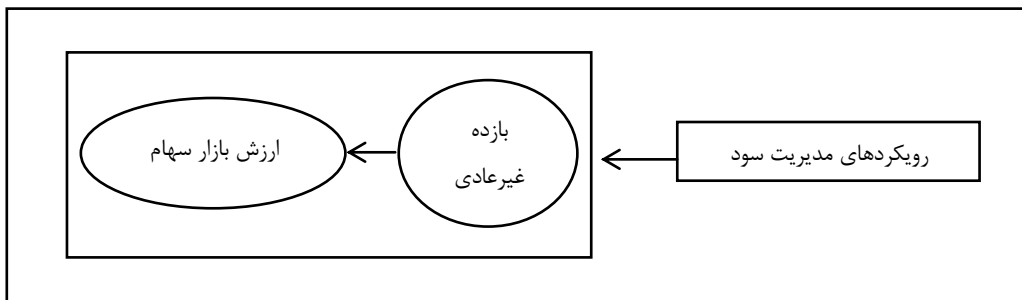 رویکردهای مدیریت سود
بازده
غیرعادی
ارزش بازار سهام